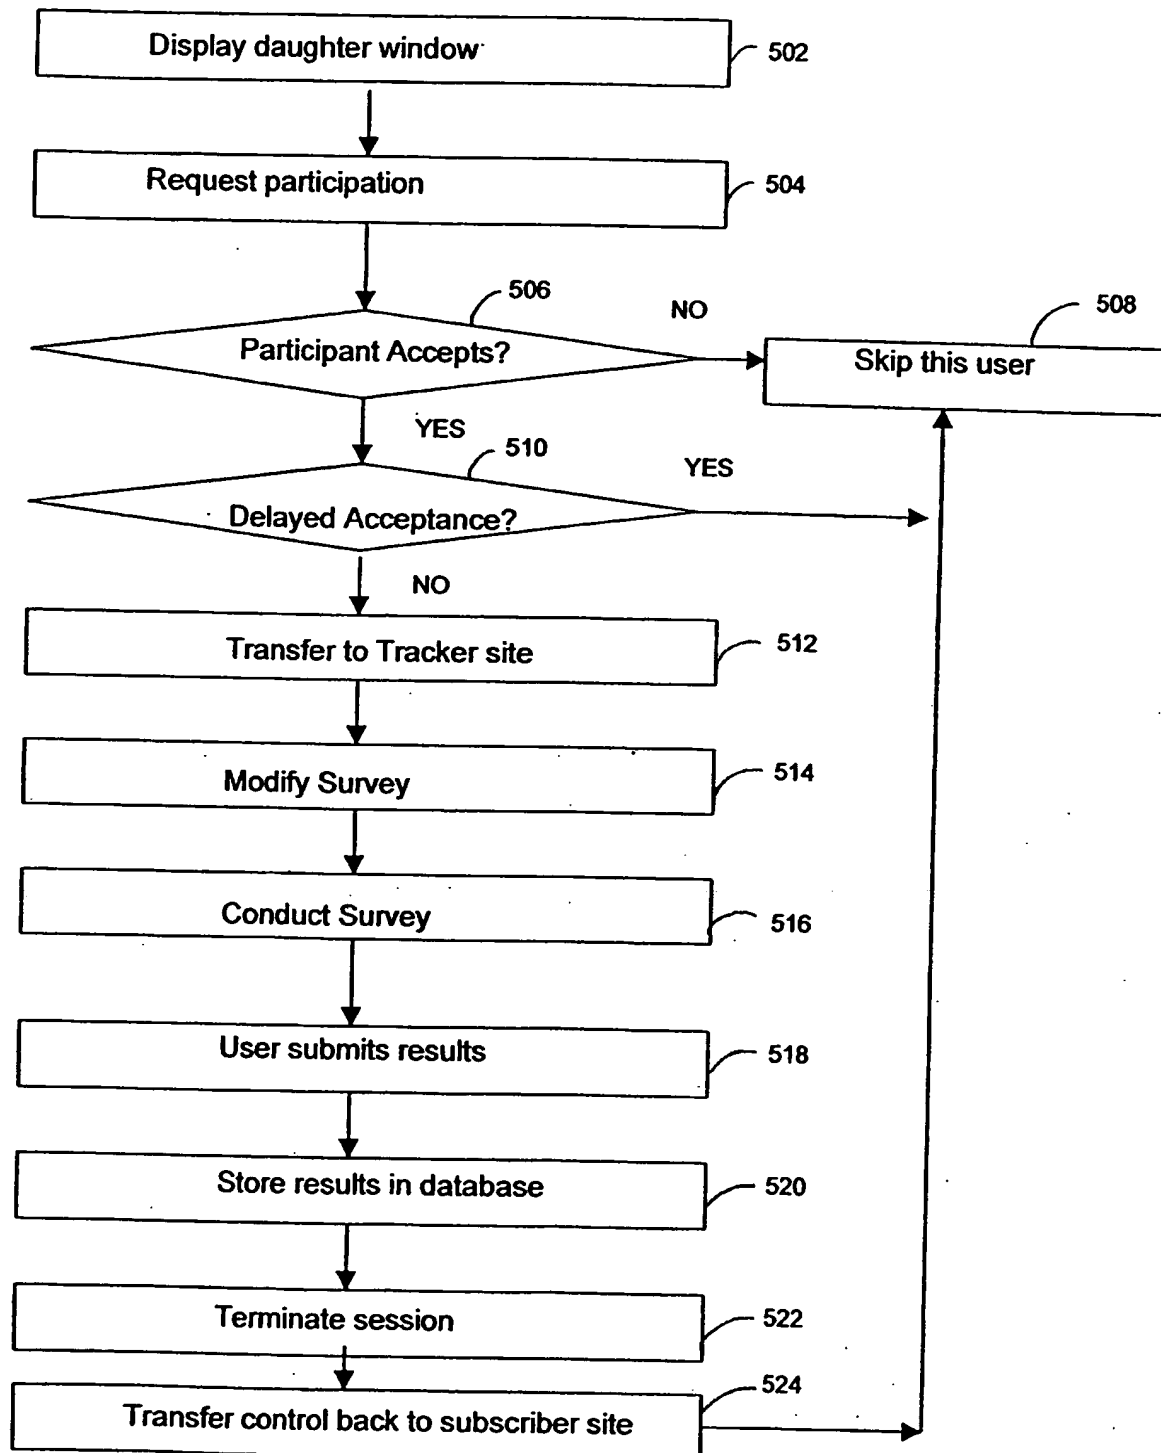 Display daughter window
502
Request participation
504
506
NO
508
Participant Accepts?
Skip this user
YES
510
YES
Delayed Acceptance?
NO
Transfer to Tracker site
512
Modify Survey
514
Conduct Survey
516
User submits results
518
Store results in database
520
Terminate session
522
524
Transfer control back to subscriber site